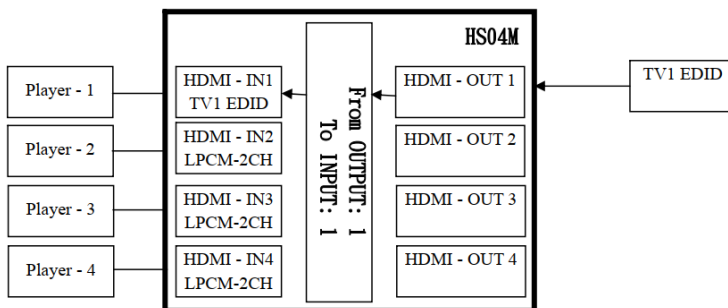 HS04M
Player - 1
HDMI - IN1
TV1 EDID
From OUTPUT: 1
To INPUT: 1
HDMI - OUT 1
TV1 EDID
Player - 2
HDMI - IN2
LPCM-2CH
HDMI - OUT 2
Player - 3
HDMI - IN3
LPCM-2CH
HDMI - OUT 3
Player - 4
HDMI - IN4
LPCM-2CH
HDMI - OUT 4